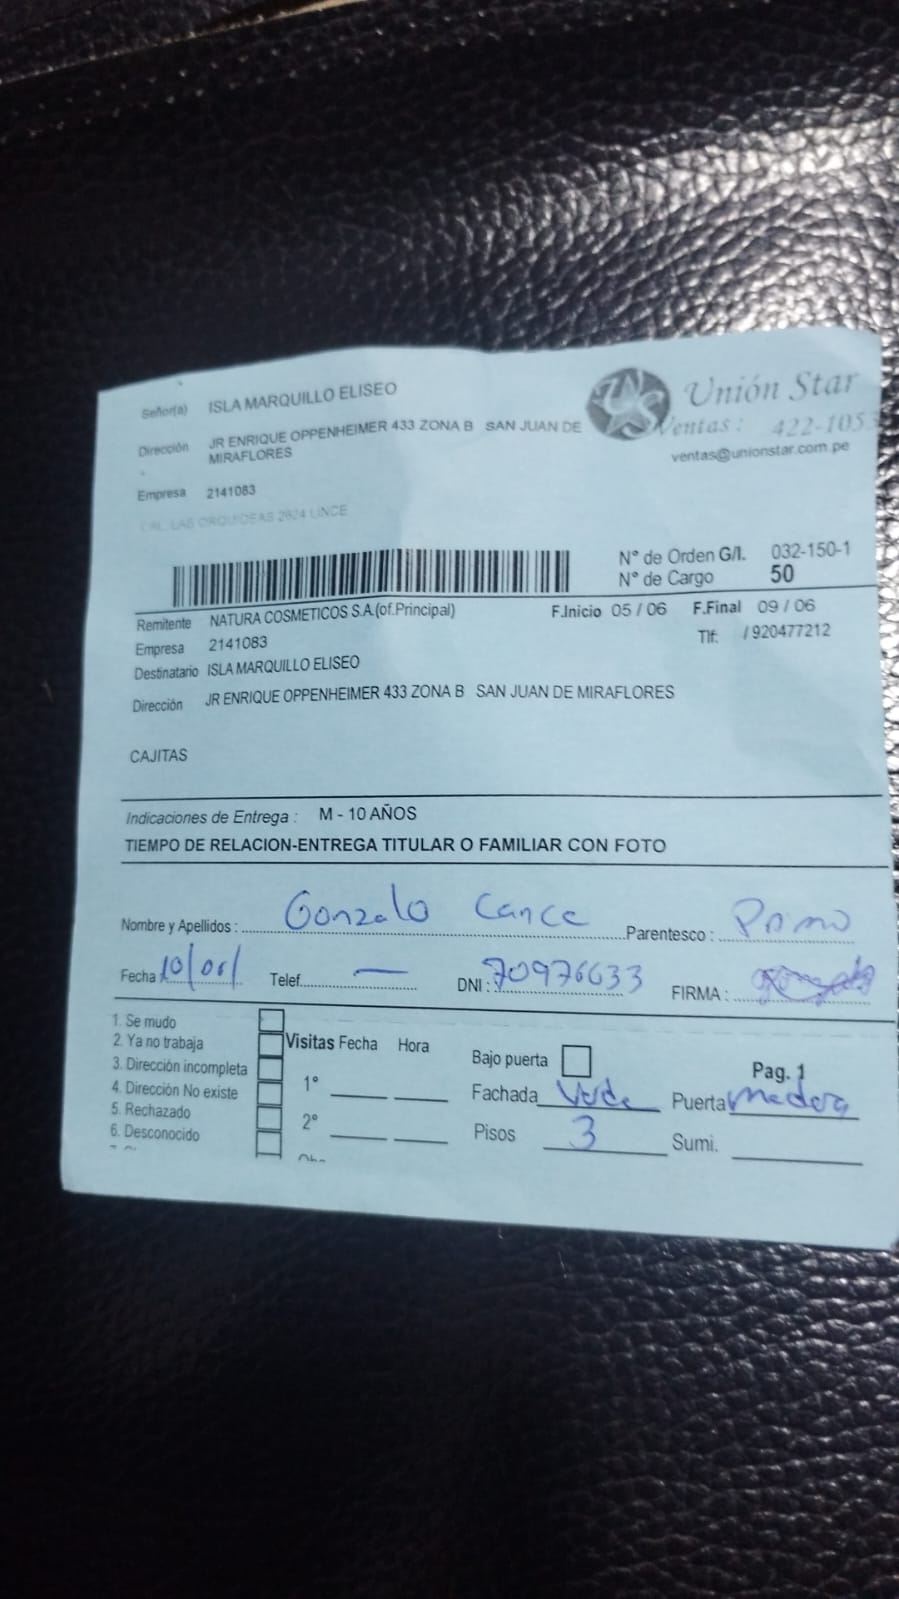 Señor(a) ISLA MARQUILLO ELISEO
Unión Star
Dirección JR ENRIQUE OPPENHEIMER 433 ZONA B SAN JUAN DE MIRAFLORES
Ventas: 422-1053
ventas@unionstar.com.pe
Empresa 2141083
CAL. LAS ORQUIDEAS 2624 LINCE
N° de Orden G/I. 032-150-1
N° de Cargo 50
Remitente NATURA COSMETICOS S.A.(of.Principal) F.Inicio 05 / 06 F.Final 09 / 06
Empresa 2141083 Tlf: / 920477212
Destinatario ISLA MARQUILLO ELISEO
Dirección JR ENRIQUE OPPENHEIMER 433 ZONA B SAN JUAN DE MIRAFLORES
CAJITAS
Indicaciones de Entrega : M - 10 AÑOS
TIEMPO DE RELACION-ENTREGA TITULAR O FAMILIAR CON FOTO
Nombre y Apellidos : Gonzalo Parentesco : Primo
Fecha Telef. — DNI : 70976633 FIRMA :
1. Se mudo
2. Ya no trabaja
3. Dirección incompleta
4. Dirección No existe
5. Rechazado
6. Desconocido
Visitas Fecha Hora
1°
2°
Bajo puerta Pag. 1
Fachada Verde Puerta madera
Pisos 3 Sumi.